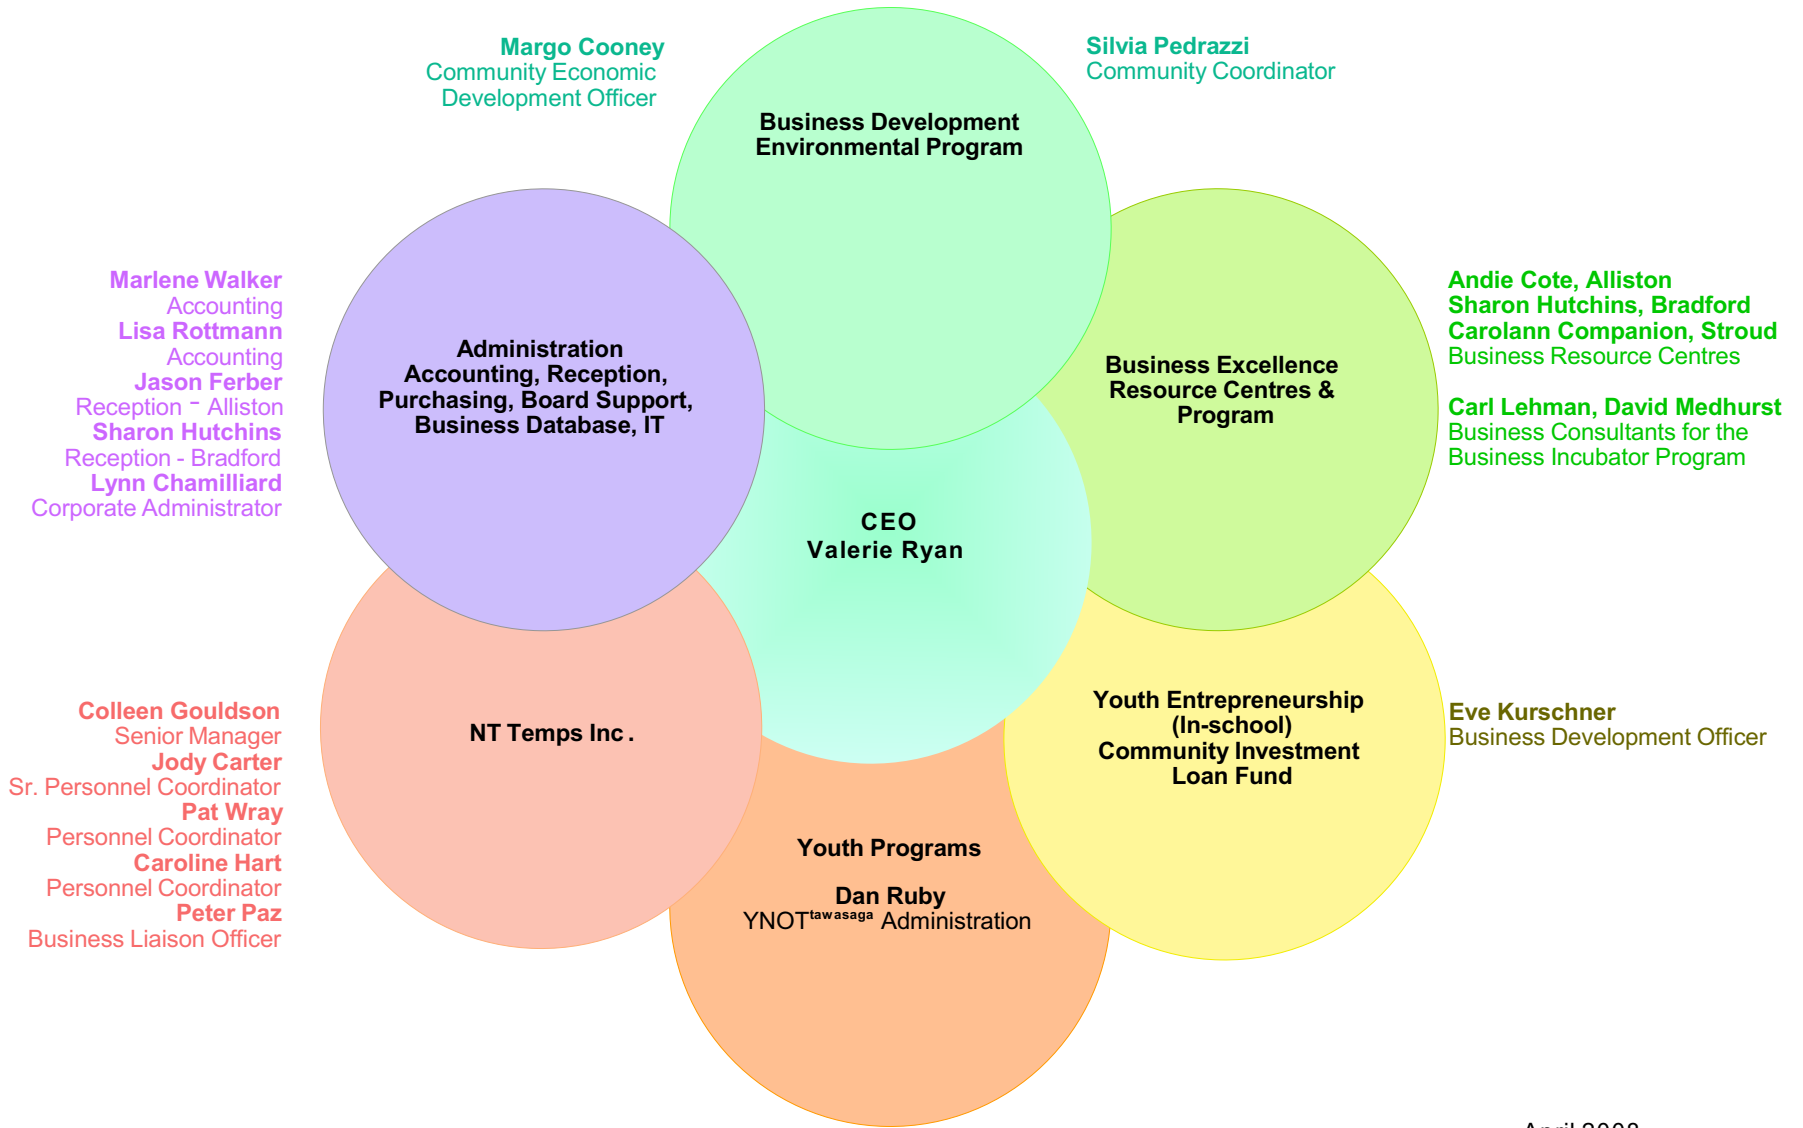 Margo Cooney
Community Economic
Development Officer
Silvia Pedrazzi
Community Coordinator
Business Development
Environmental Program
Marlene Walker
Accounting
Lisa Rottmann
Accounting
Jason Ferber
Reception - Alliston
Sharon Hutchins
Reception - Bradford
Lynn Chamilliard
Corporate Administrator
Administration
Accounting, Reception,
Purchasing, Board Support,
Business Database, IT
Business Excellence
Resource Centres &
Program
Andie Cote, Alliston
Sharon Hutchins, Bradford
Carolann Companion, Stroud
Business Resource Centres
Carl Lehman, David Medhurst
Business Consultants for the
Business Incubator Program
CEO
Valerie Ryan
Colleen Gouldson
Senior Manager
Jody Carter
Sr. Personnel Coordinator
Pat Wray
Personnel Coordinator
Caroline Hart
Personnel Coordinator
Peter Paz
Business Liaison Officer
NT Temps Inc.
Youth Entrepreneurship
(In-school)
Community Investment
Loan Fund
Eve Kurschner
Business Development Officer
Youth Programs
Dan Ruby
YNOTtawasaga Administration
April 2008